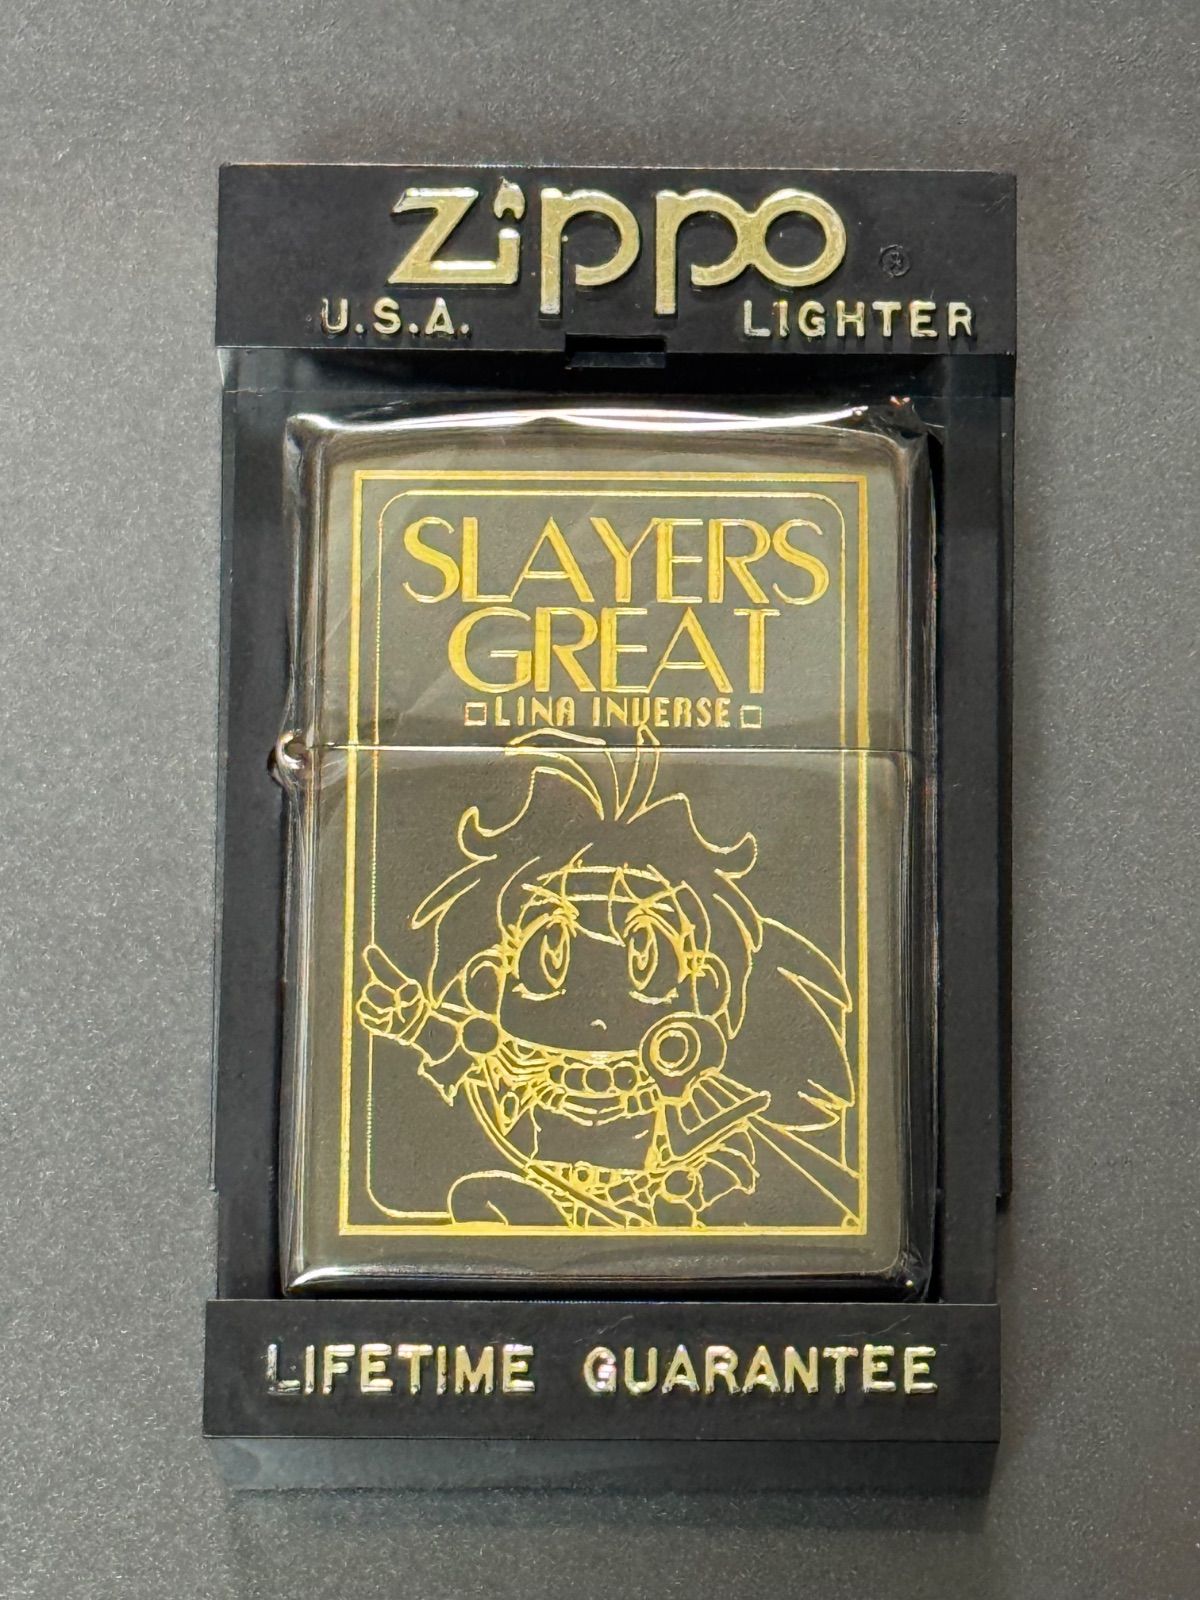 Zippo®
U.S.A. LIGHTER
SLAYERS
GREAT
□LINA INVERSE□
LIFETIME GUARANTEE